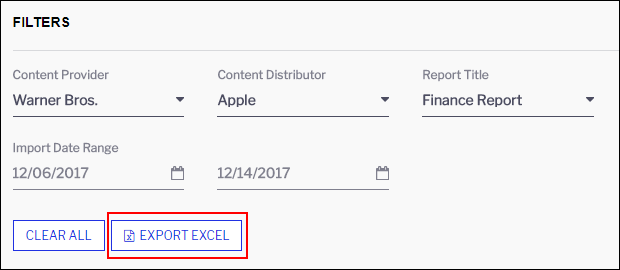 FILTERS
Content Provider Content Distributor Report Title
Warner Bros. Apple Finance Report
Import Date Range
12/06/2017 12/14/2017
CLEAR ALL EXPORT EXCEL